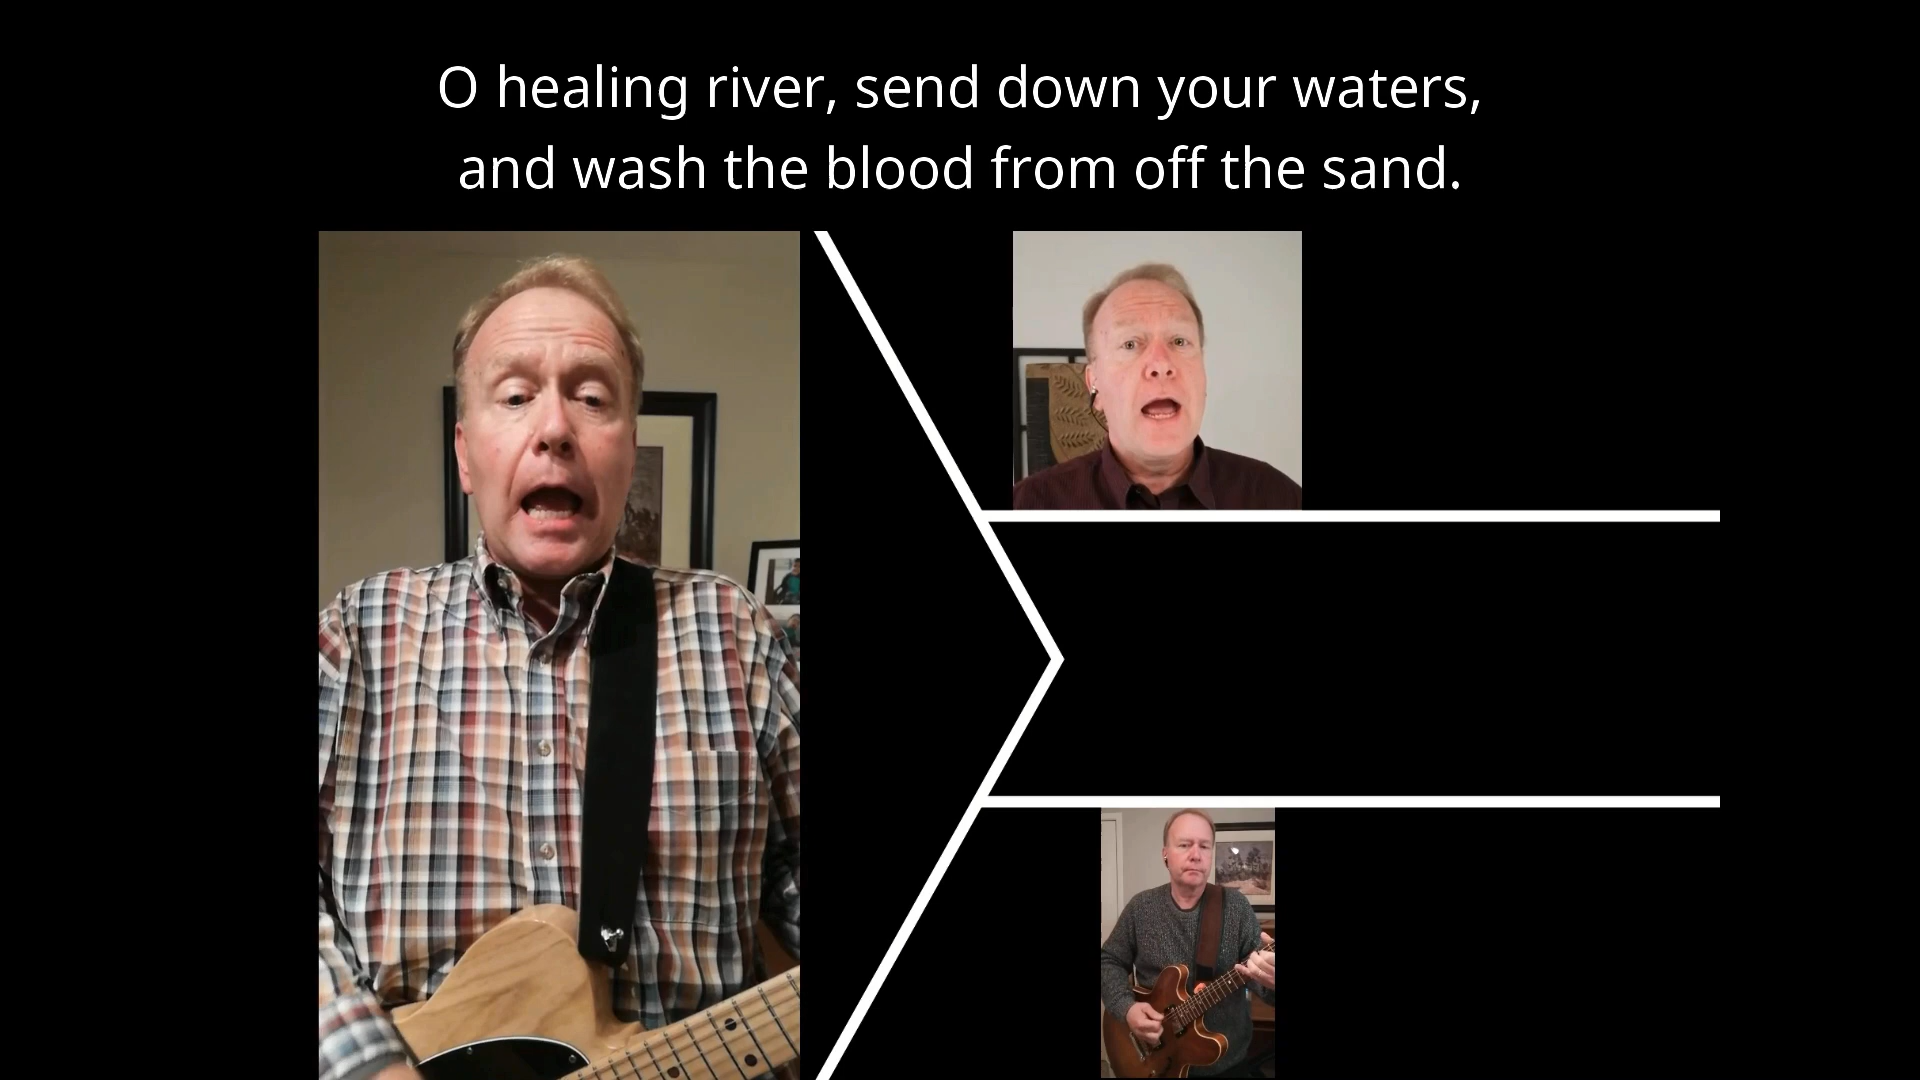 O healing river, send down your waters,
and wash the blood from off the sand.